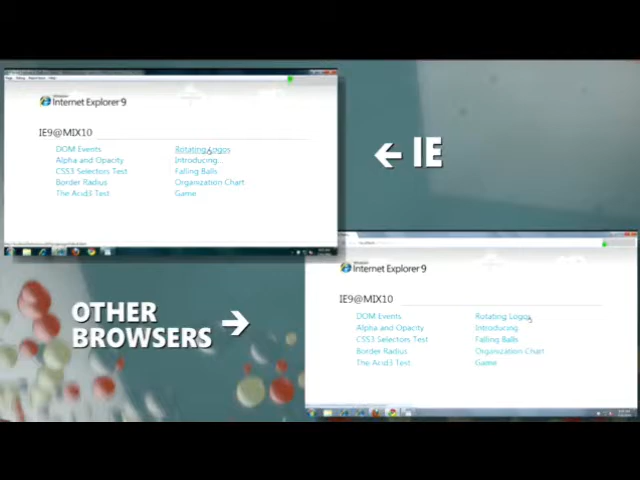 Internet Explorer 9
IE9@MIX10
DOM Events
Rotating Logos
Alpha and Opacity
Introducing...
CSS3 Selectors Test
Falling Balls
Border Radius
Organization Chart
The Acid3 Test
Game
← IE
OTHER
BROWSERS →
Internet Explorer 9
IE9@MIX10
DOM Events
Rotating Logos
Alpha and Opacity
Introducing
CSS3 Selectors Test
Falling Balls
Border Radius
Organization Chart
The Acid3 Test
Game